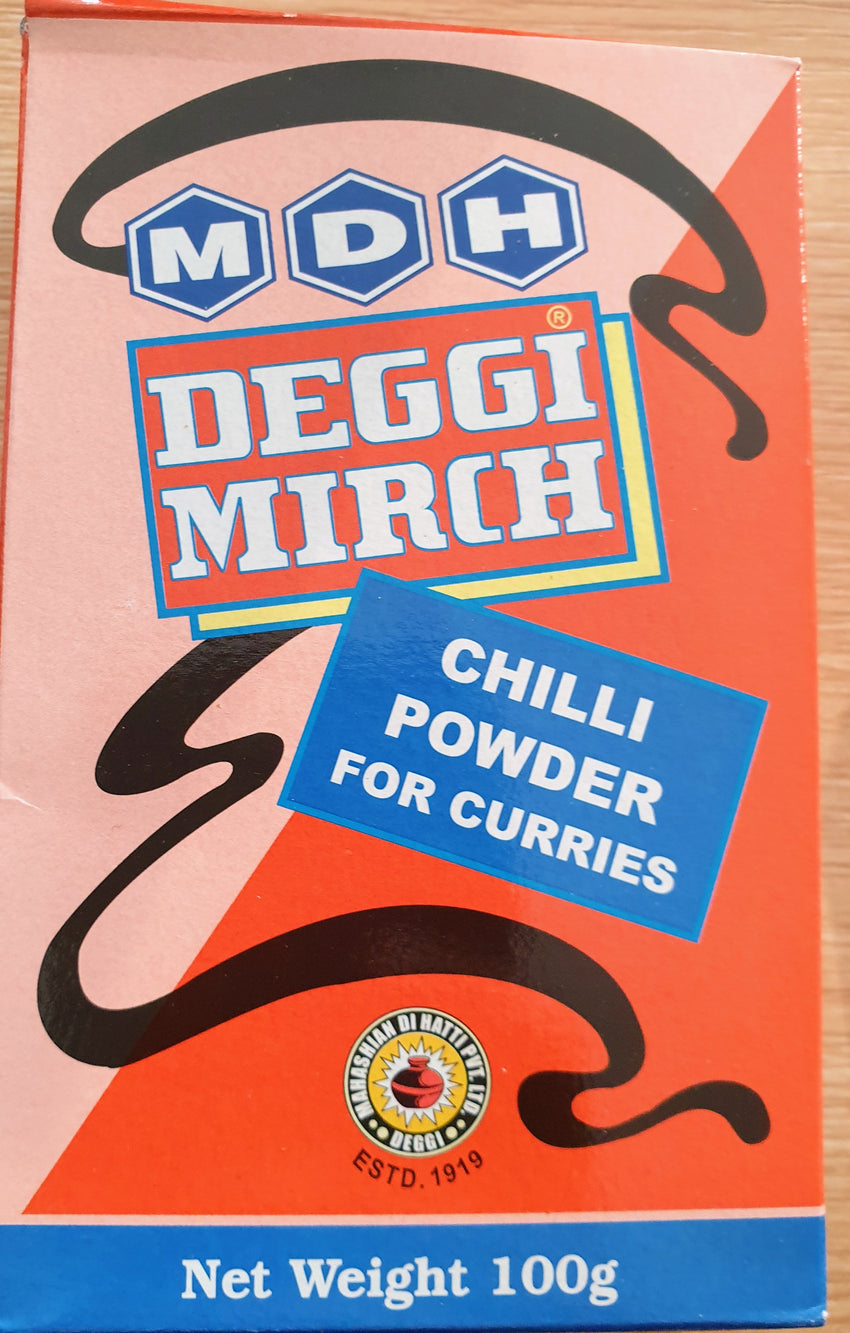 MDH
DEGGI®
MIRCH
CHILLI
POWDER
FOR CURRIES
MAHASHIAN DI HATTI PVT. LTD.
DEGGI
ESTD. 1919
Net Weight 100g